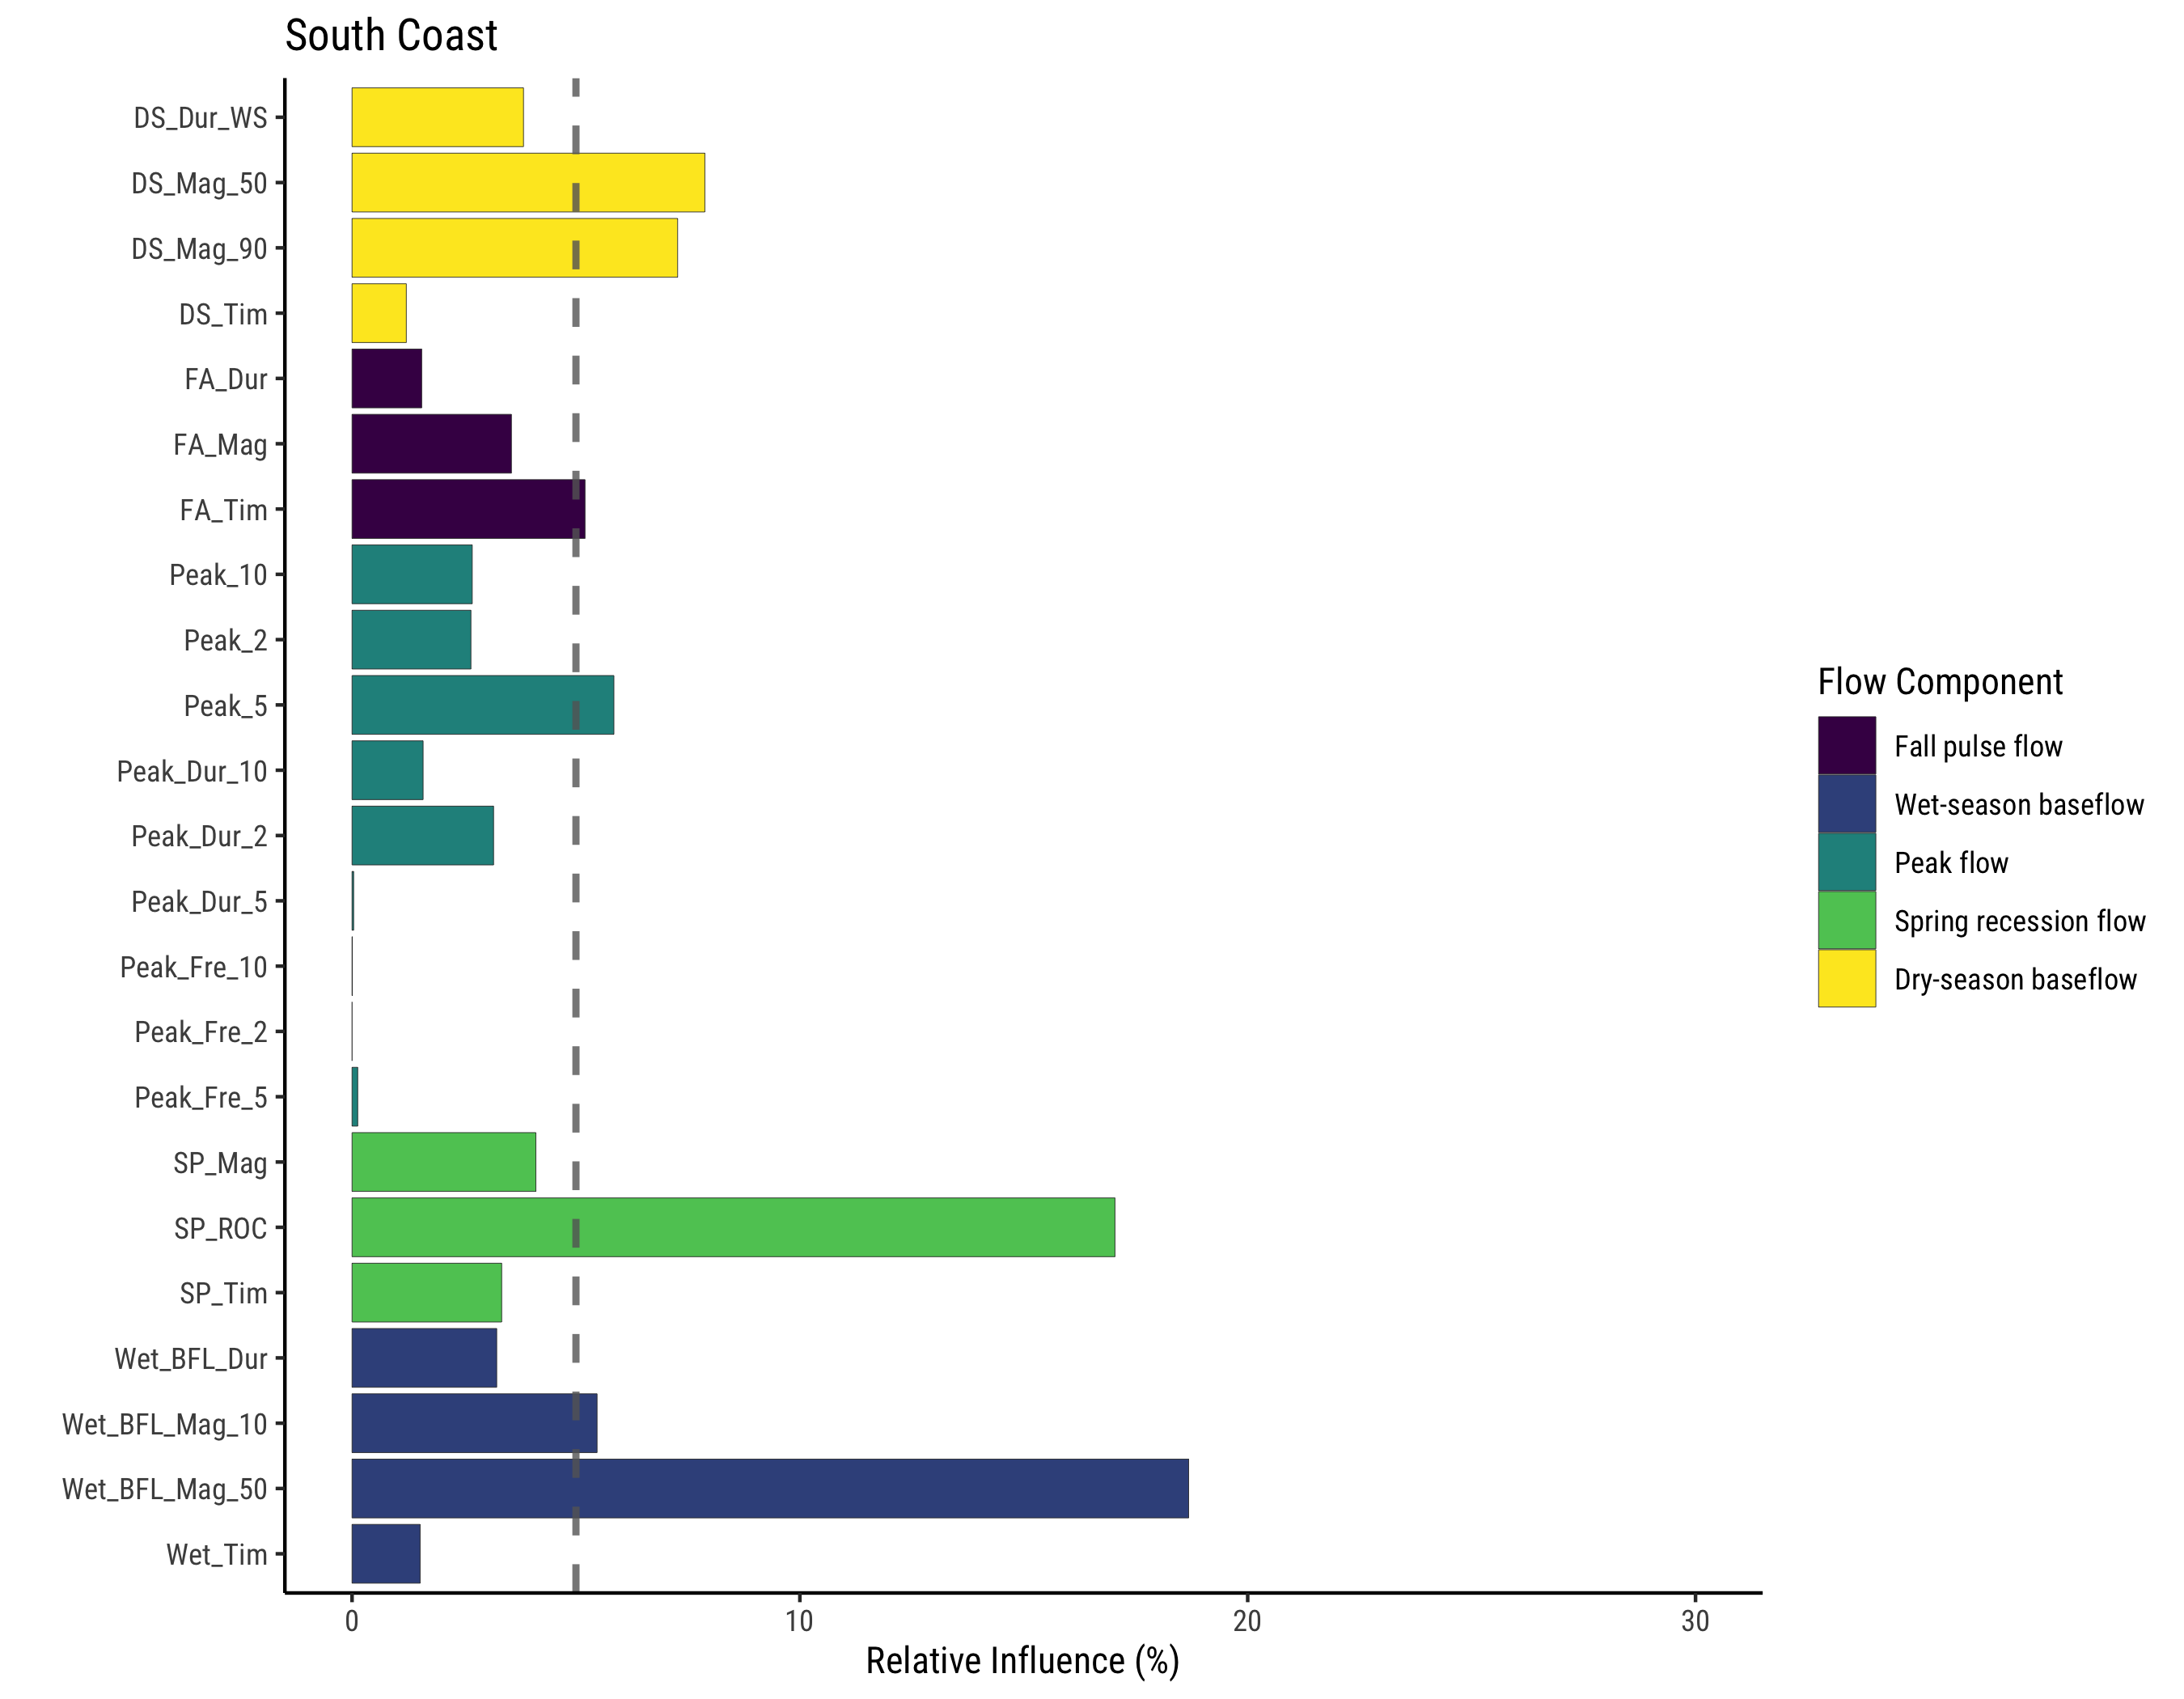 South Coast
DS_Dur_WS
DS_Mag_50
DS_Mag_90
DS_Tim
FA_Dur
FA_Mag
FA_Tim
Peak_10
Peak_2
Peak_5
Peak_Dur_10
Peak_Dur_2
Peak_Dur_5
Peak_Fre_10
Peak_Fre_2
Peak_Fre_5
SP_Mag
SP_ROC
SP_Tim
Wet_BFL_Dur
Wet_BFL_Mag_10
Wet_BFL_Mag_50
Wet_Tim
0 10 20 30
Relative Influence (%)
Flow Component
Fall pulse flow
Wet-season baseflow
Peak flow
Spring recession flow
Dry-season baseflow